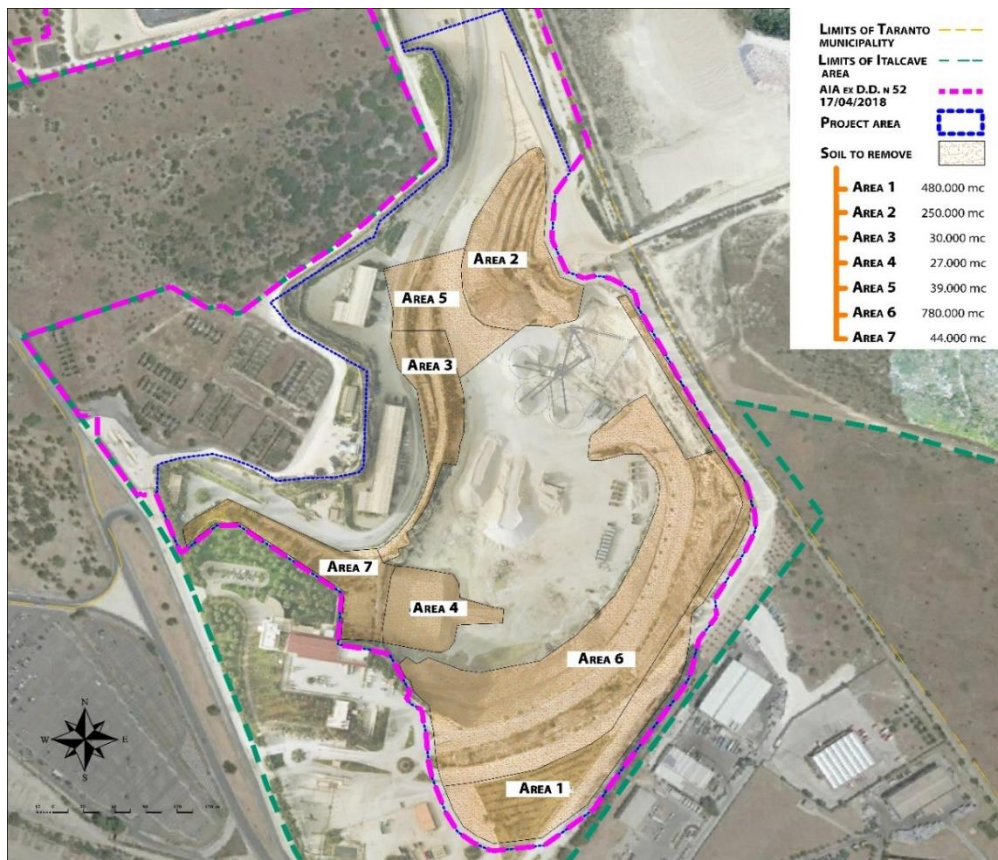 LIMITS OF TARANTO
MUNICIPALITY
LIMITS OF ITALCAVE
AREA
AIA EX D.D. N 52
17/04/2018
PROJECT AREA
SOIL TO REMOVE
AREA 1 480.000 mc
AREA 2 250.000 mc
AREA 3 30.000 mc
AREA 4 27.000 mc
AREA 5 39.000 mc
AREA 6 780.000 mc
AREA 7 44.000 mc
AREA 2
AREA 5
AREA 3
AREA 7
AREA 4
AREA 6
AREA 1
N
W E
S